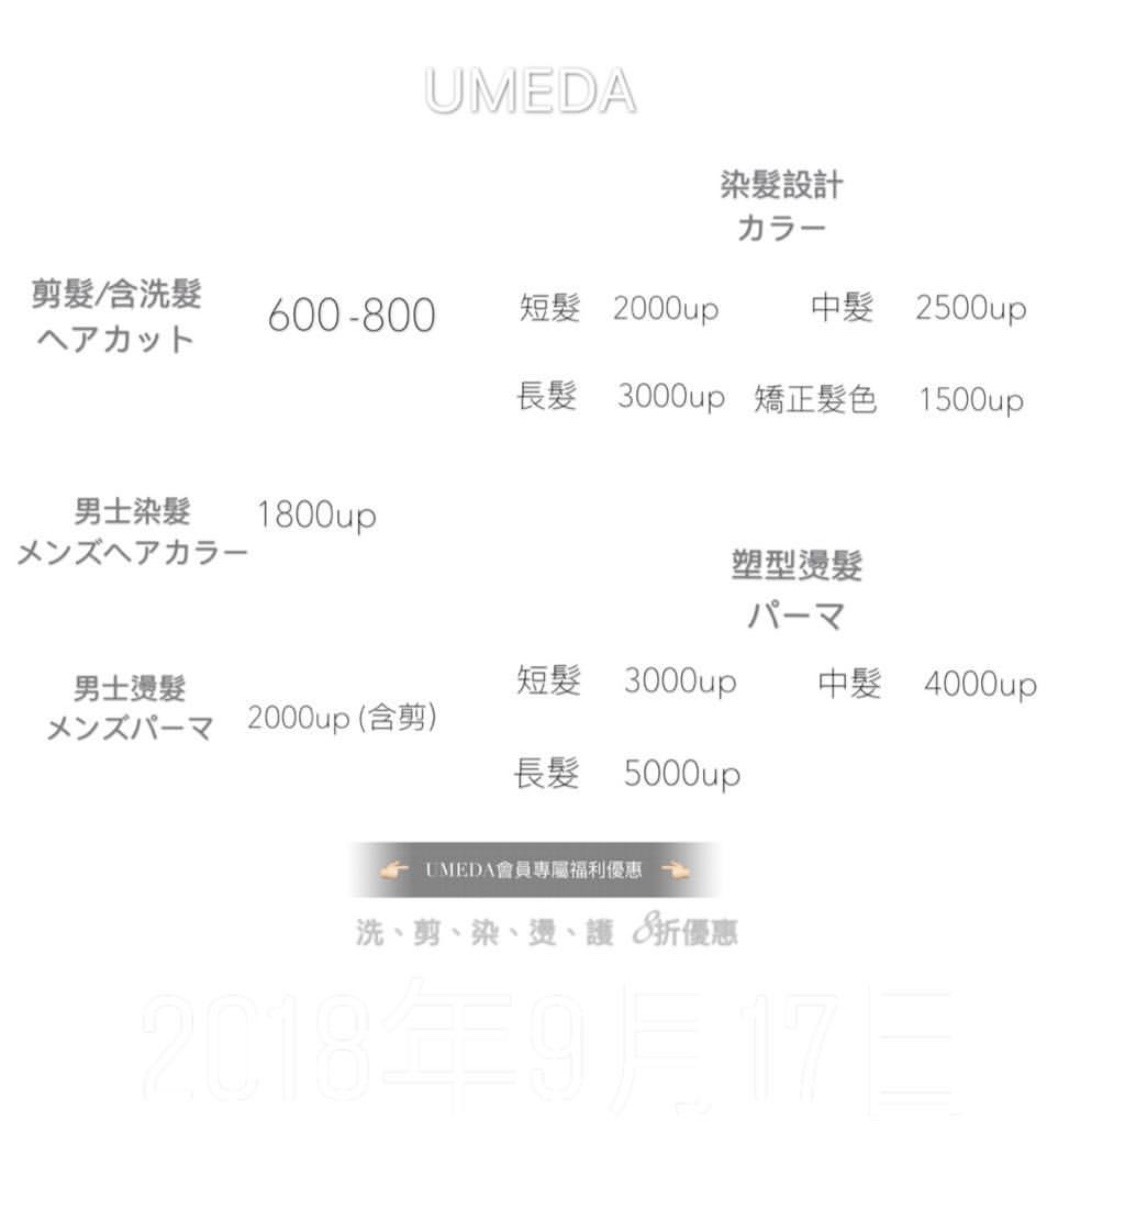 UMEDA
剪髮/含洗髮
ヘアカット
600-800
男士染髮
メンズヘアカラー
1800up
男士燙髮
メンズパーマ
2000up (含剪)
染髮設計
カラー
短髮 2000up 中髮 2500up
長髮 3000up 矯正髮色 1500up
塑型燙髮
パーマ
短髮 3000up 中髮 4000up
長髮 5000up
👉🏻 UMEDA會員專屬福利優惠 👈🏻
洗、剪、染、燙、護 8折優惠
2018年9月17日